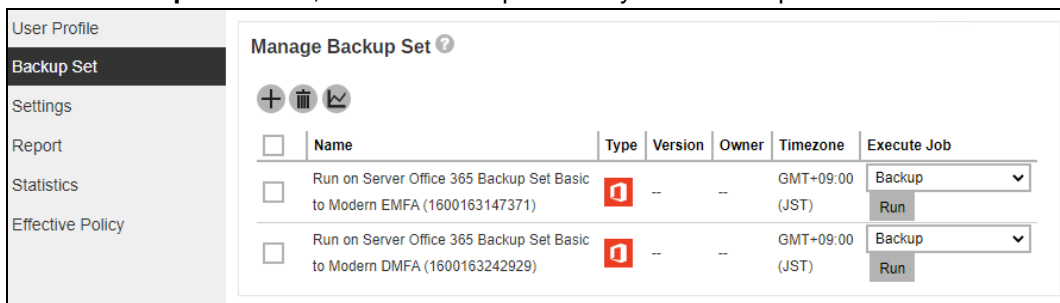 User Profile
Backup Set
Settings
Report
Statistics
Effective Policy
Manage Backup Set ?
Name Type Version Owner Timezone Execute Job
Run on Server Office 365 Backup Set Basic to Modern EMFA (1600163147371) -- -- GMT+09:00 (JST) Backup
Run
Run on Server Office 365 Backup Set Basic to Modern DMFA (1600163242929) -- -- GMT+09:00 (JST) Backup
Run